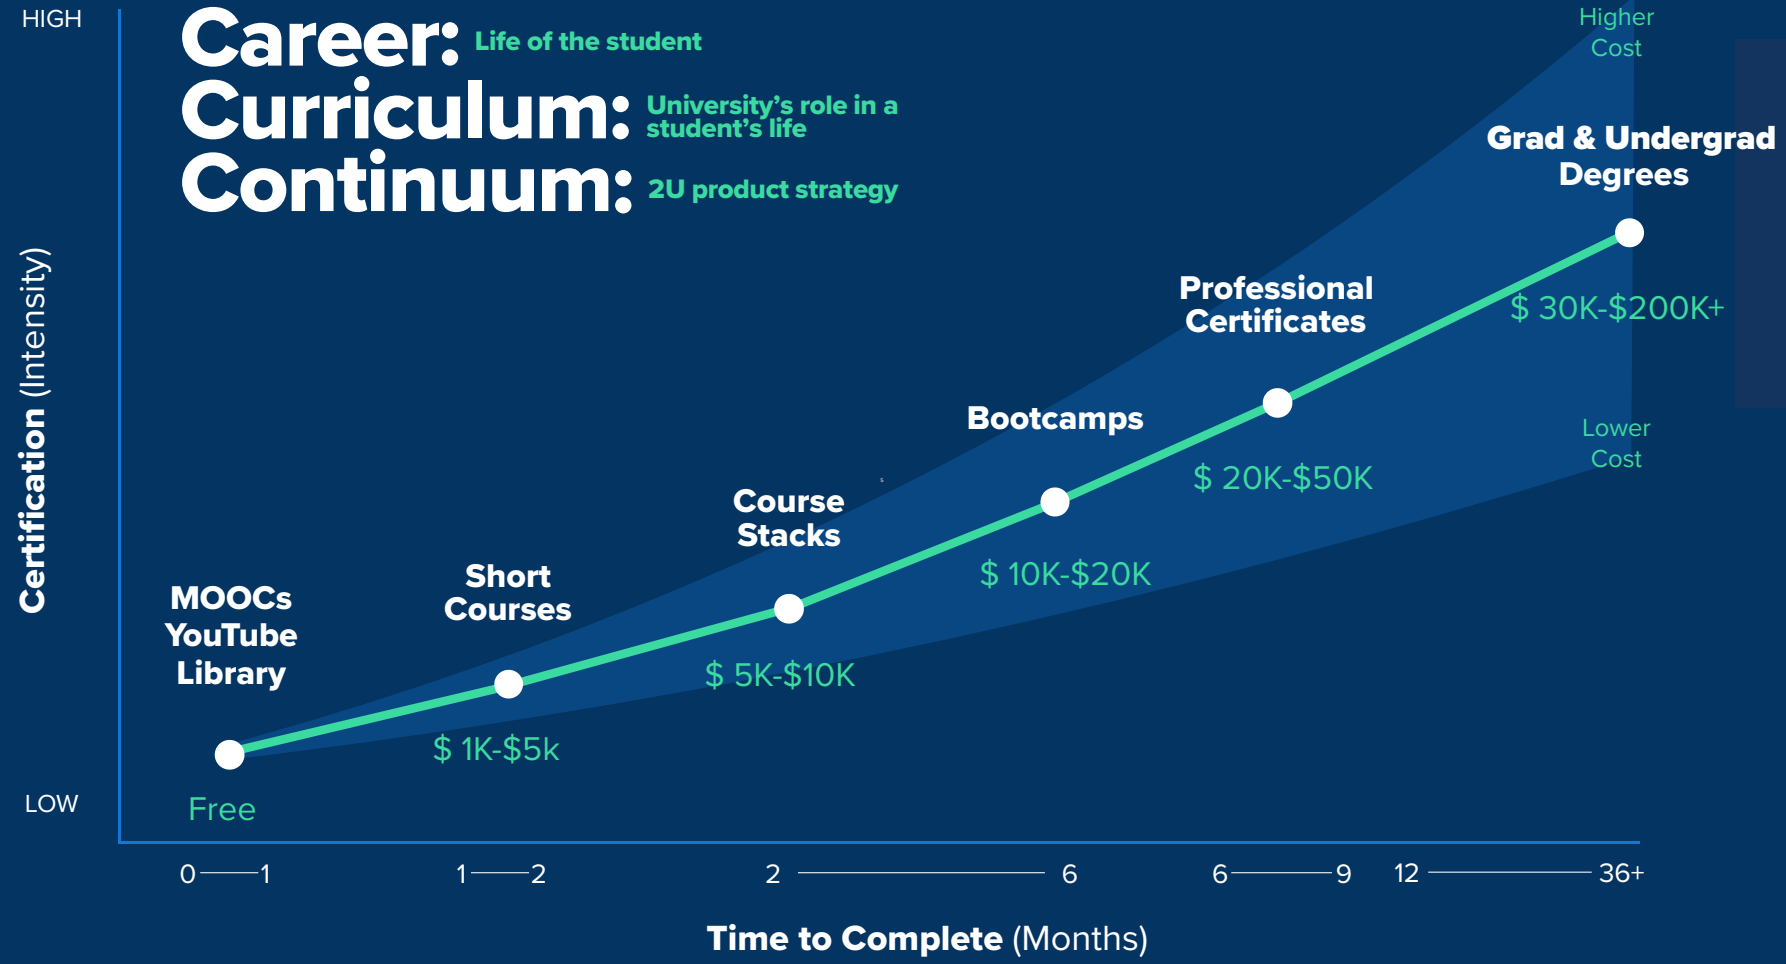 HIGH
Career: Life of the student
Curriculum: University's role in a
student's life
Continuum: 2U product strategy
Higher
Cost
Grad & Undergrad
Degrees
$ 30K-$200K+
Professional
Certificates
$ 20K-$50K
Lower
Cost
Bootcamps
$ 10K-$20K
Course
Stacks
$ 5K-$10K
Short
Courses
$ 1K-$5k
MOOCs
YouTube
Library
Free
Certification (Intensity)
LOW
0 1 1 2 2 6 6 9 12 36+
Time to Complete (Months)